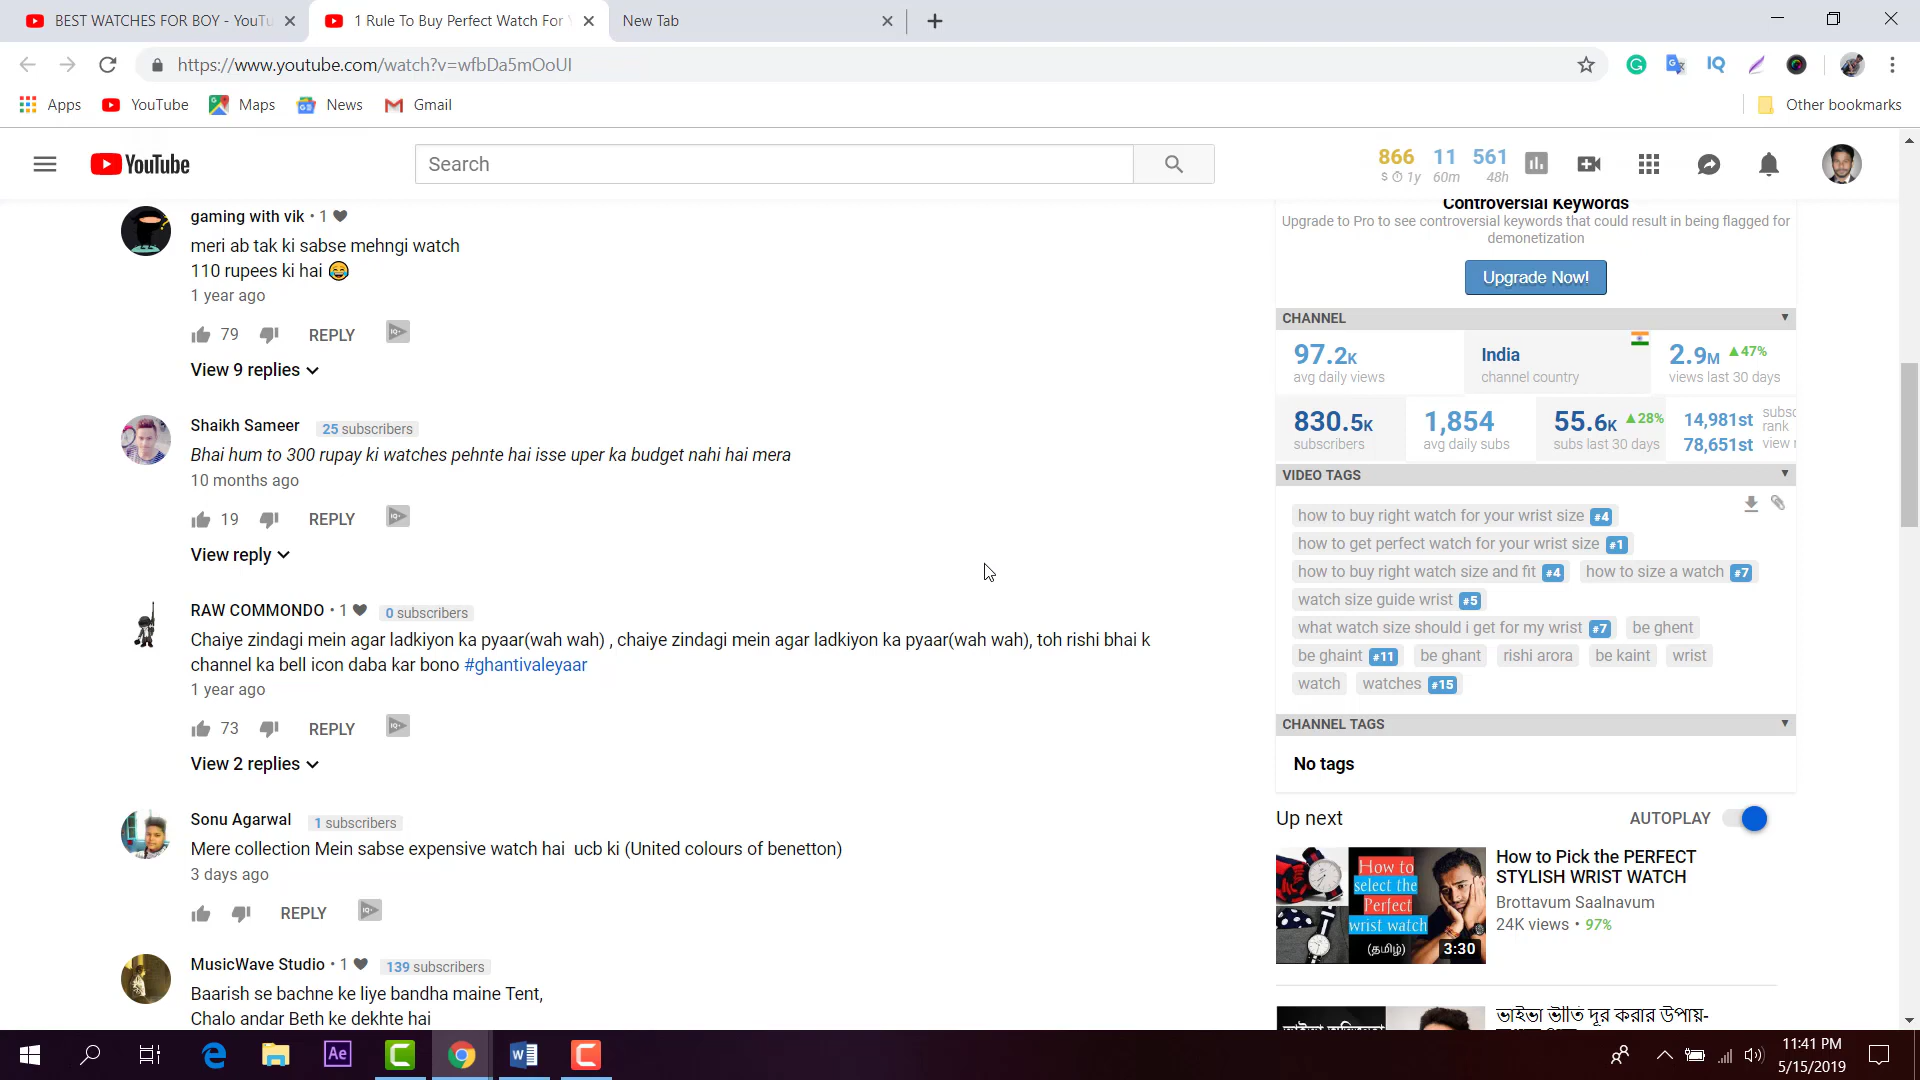 BEST WATCHES FOR BOY - YouTu
1 Rule To Buy Perfect Watch For
New Tab
https://www.youtube.com/watch?v=wfbDa5mOoUI
Apps
YouTube
Maps
News
Gmail
Other bookmarks
YouTube
Search
866 11 561
$ 1y 60m 48h
gaming with vik • 1
meri ab tak ki sabse mehngi watch
110 rupees ki hai 😂
1 year ago
79 REPLY
View 9 replies
Shaikh Sameer 25 subscribers
Bhai hum to 300 rupay ki watches pehnte hai isse uper ka budget nahi hai mera
10 months ago
19 REPLY
View reply
RAW COMMONDO • 1 0 subscribers
Chaiye zindagi mein agar ladkiyon ka pyaar(wah wah) , chaiye zindagi mein agar ladkiyon ka pyaar(wah wah), toh rishi bhai k
channel ka bell icon daba kar bono #ghantivaleyaar
1 year ago
73 REPLY
View 2 replies
Sonu Agarwal 1 subscribers
Mere collection Mein sabse expensive watch hai ucb ki (United colours of benetton)
3 days ago
REPLY
MusicWave Studio • 1 139 subscribers
Baarish se bachne ke liye bandha maine Tent,
Chalo andar Beth ke dekhte hai
Controversial Keywords
Upgrade to Pro to see controversial keywords that could result in being flagged for
demonetization
Upgrade Now!
CHANNEL
97.2K India 2.9M ▲47%
avg daily views channel country views last 30 days
830.5K 1,854 55.6K ▲28% 14,981st rank
subscribers avg daily subs subs last 30 days 78,651st
VIDEO TAGS
how to buy right watch for your wrist size #4
how to get perfect watch for your wrist size #1
how to buy right watch size and fit #4 how to size a watch #7
watch size guide wrist #5
what watch size should i get for my wrist #7 be ghent
be ghaint #11 be ghant rishi arora be kaint wrist
watch watches #15
CHANNEL TAGS
No tags
Up next AUTOPLAY
How to
select the
Perfect
wrist watch
(தமிழ்)
3:30
How to Pick the PERFECT
STYLISH WRIST WATCH
Brottavum Saalnavum
24K views • 97%
ভাইভা ভীতি দূর করার উপায়-
Ae
11:41 PM
5/15/2019